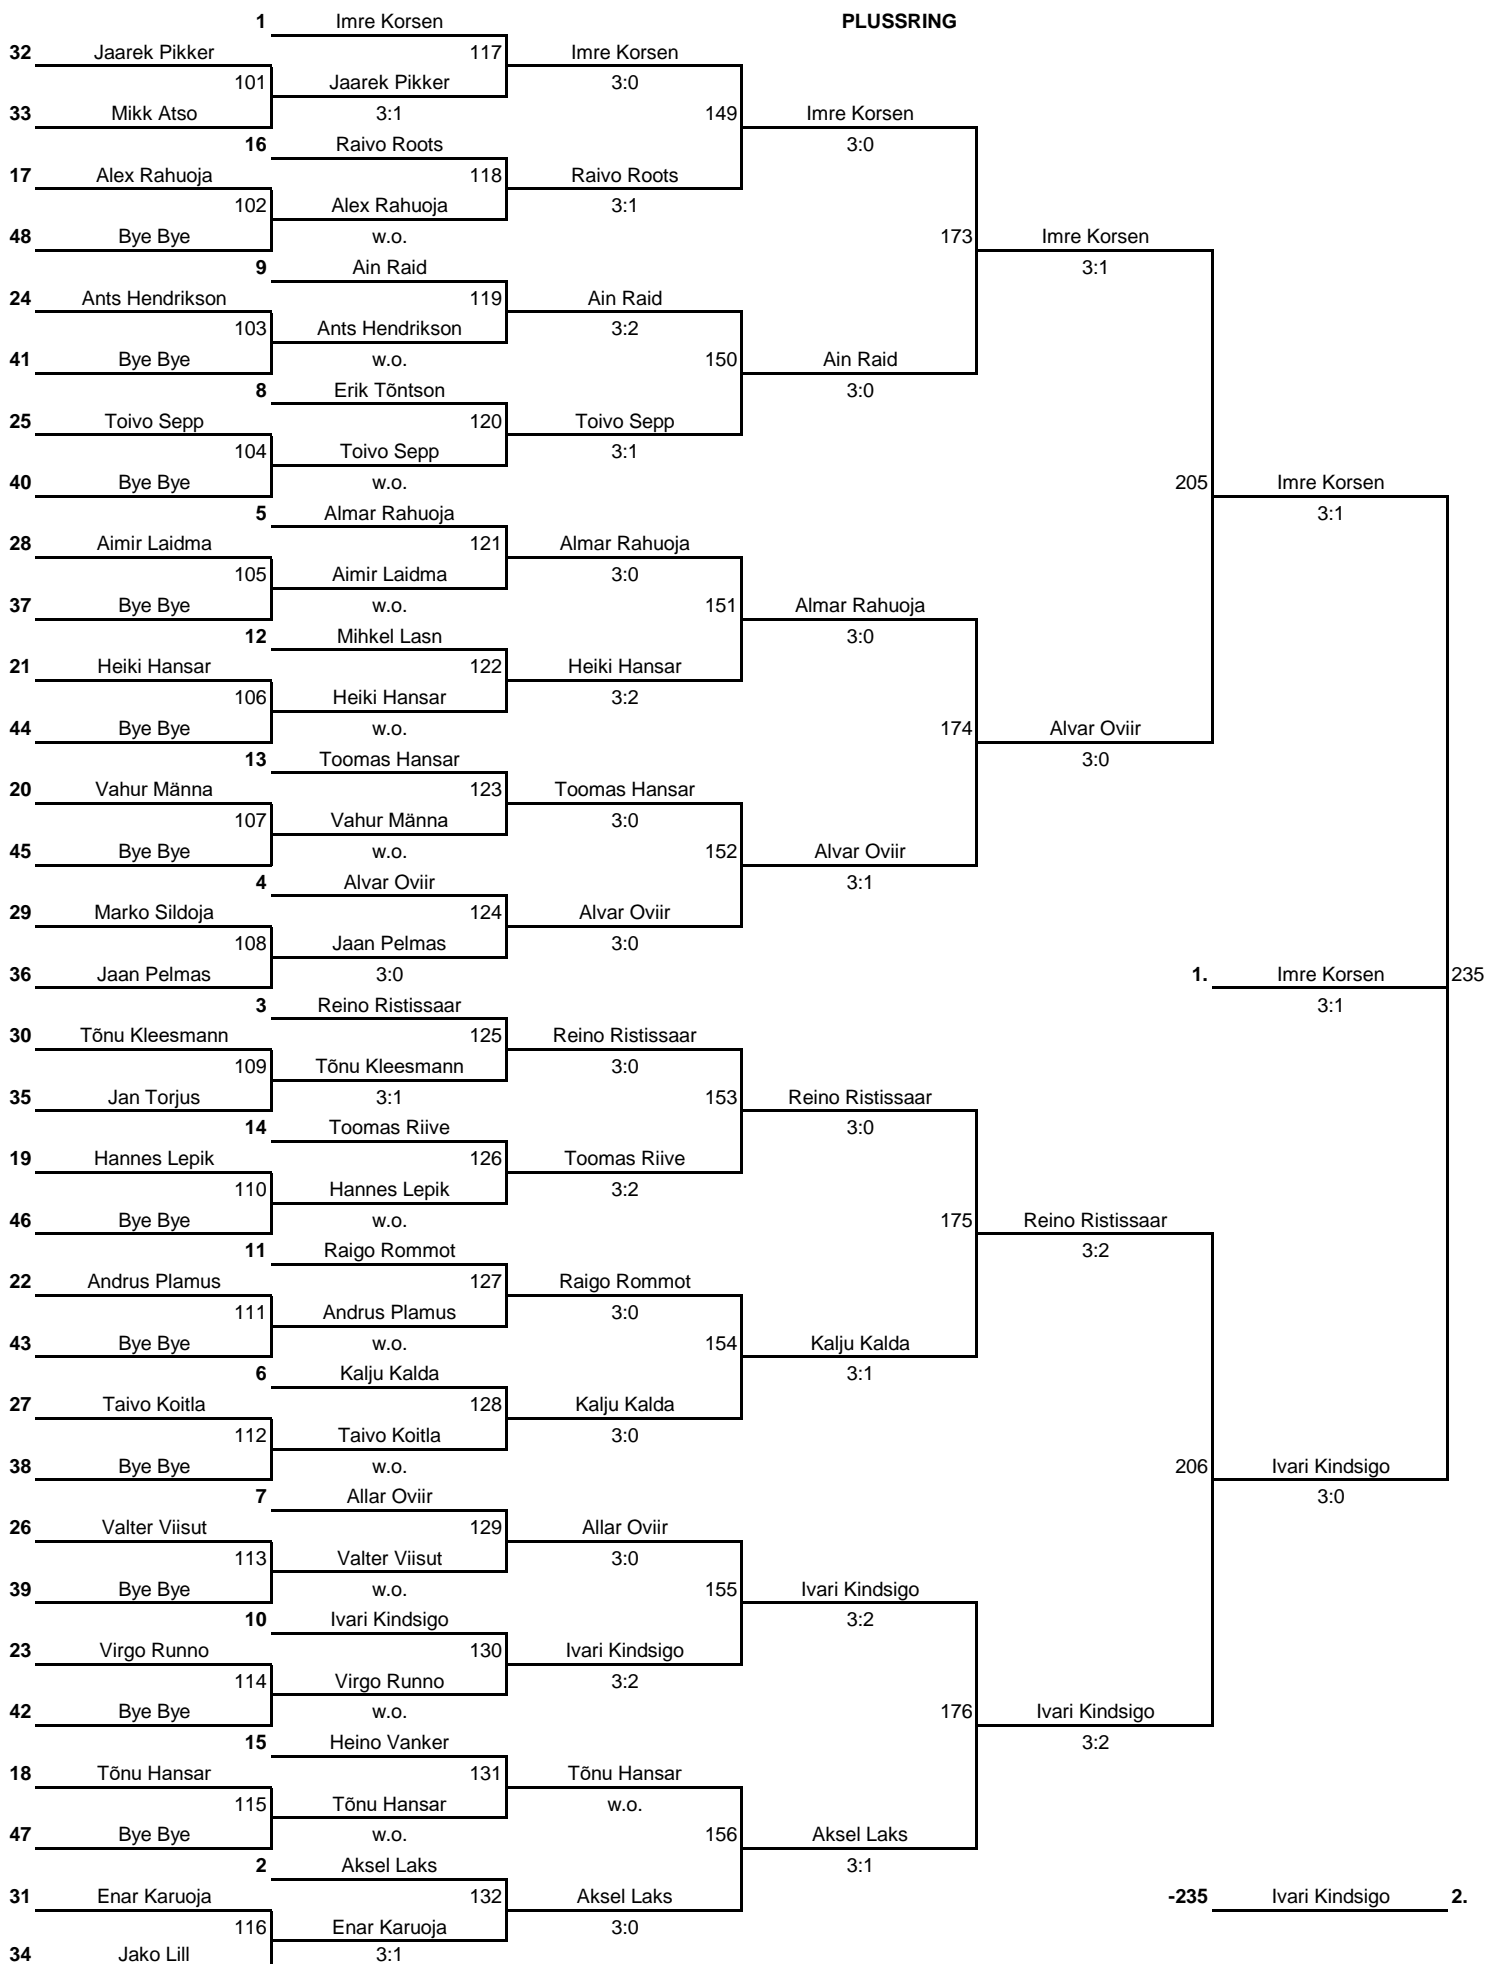 1 Imre Korsen PLUSSRING
32 Jaarek Pikker 117 Imre Korsen
101 Jaarek Pikker 3:0
33 Mikk Atso 3:1 149 Imre Korsen
16 Raivo Roots 3:0
17 Alex Rahuoja 118 Raivo Roots
102 Alex Rahuoja 3:1
48 Bye Bye w.o. 173 Imre Korsen
9 Ain Raid 3:1
24 Ants Hendrikson 119 Ain Raid
103 Ants Hendrikson 3:2
41 Bye Bye w.o. 150 Ain Raid
8 Erik Tõntson 3:0
25 Toivo Sepp 120 Toivo Sepp
104 Toivo Sepp 3:1
40 Bye Bye w.o. 205 Imre Korsen
5 Almar Rahuoja 3:1
28 Aimir Laidma 121 Almar Rahuoja
105 Aimir Laidma 3:0
37 Bye Bye w.o. 151 Almar Rahuoja
12 Mihkel Lasn 3:0
21 Heiki Hansar 122 Heiki Hansar
106 Heiki Hansar 3:2
44 Bye Bye w.o. 174 Alvar Oviir
13 Toomas Hansar 3:0
20 Vahur Männa 123 Toomas Hansar
107 Vahur Männa 3:0
45 Bye Bye w.o. 152 Alvar Oviir
4 Alvar Oviir 3:1
29 Marko Sildoja 124 Alvar Oviir
108 Jaan Pelmas 3:0
36 Jaan Pelmas 3:0 1. Imre Korsen 235
3 Reino Ristissaar 3:1
30 Tõnu Kleesmann 125 Reino Ristissaar
109 Tõnu Kleesmann 3:0
35 Jan Torjus 3:1 153 Reino Ristissaar
14 Toomas Riive 3:0
19 Hannes Lepik 126 Toomas Riive
110 Hannes Lepik 3:2
46 Bye Bye w.o. 175 Reino Ristissaar
11 Raigo Rommot 3:2
22 Andrus Plamus 127 Raigo Rommot
111 Andrus Plamus 3:0
43 Bye Bye w.o. 154 Kalju Kalda
6 Kalju Kalda 3:1
27 Taivo Koitla 128 Kalju Kalda
112 Taivo Koitla 3:0
38 Bye Bye w.o. 206 Ivari Kindsigo
7 Allar Oviir 3:0
26 Valter Viisut 129 Allar Oviir
113 Valter Viisut 3:0
39 Bye Bye w.o. 155 Ivari Kindsigo
10 Ivari Kindsigo 3:2
23 Virgo Runno 130 Ivari Kindsigo
114 Virgo Runno 3:2
42 Bye Bye w.o. 176 Ivari Kindsigo
15 Heino Vanker 3:2
18 Tõnu Hansar 131 Tõnu Hansar
115 Tõnu Hansar w.o.
47 Bye Bye w.o. 156 Aksel Laks
2 Aksel Laks 3:1
31 Enar Karuoja 132 Aksel Laks -235 Ivari Kindsigo 2.
116 Enar Karuoja 3:0
34 Jako Lill 3:1